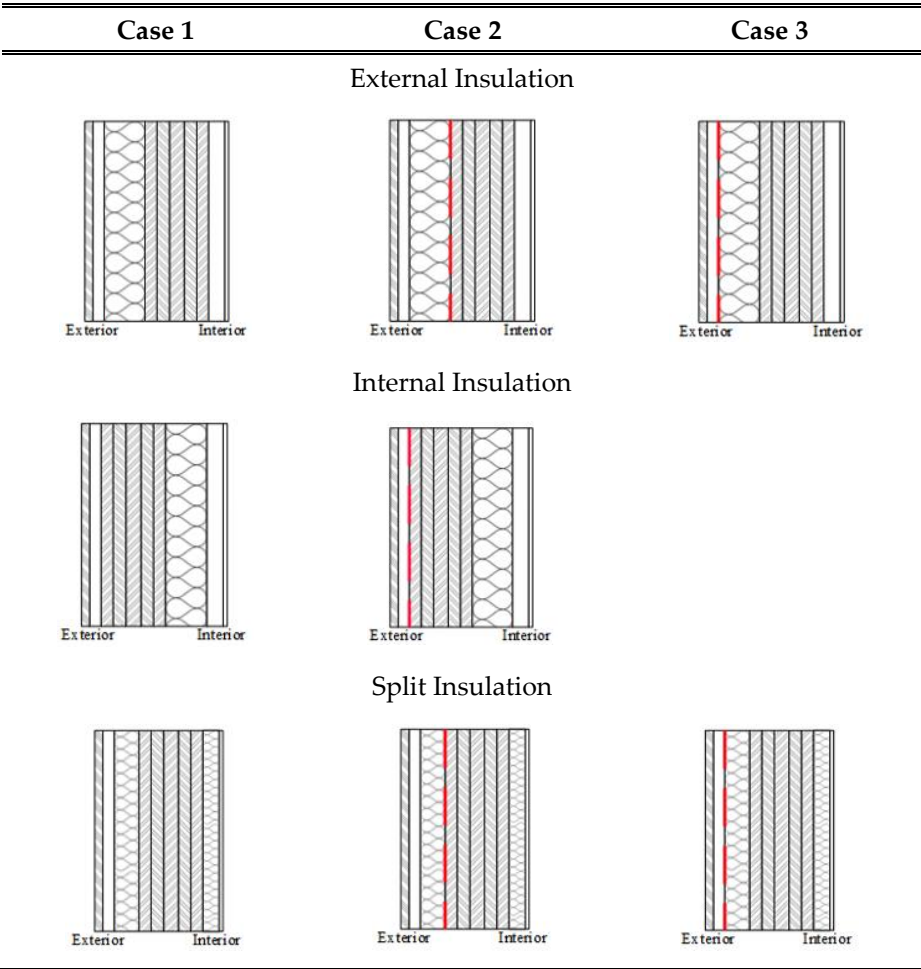 Case 1 Case 2 Case 3
External Insulation
Exterior Interior Exterior Interior Exterior Interior
Internal Insulation
Exterior Interior Exterior Interior
Split Insulation
Exterior Interior Exterior Interior Exterior Interior